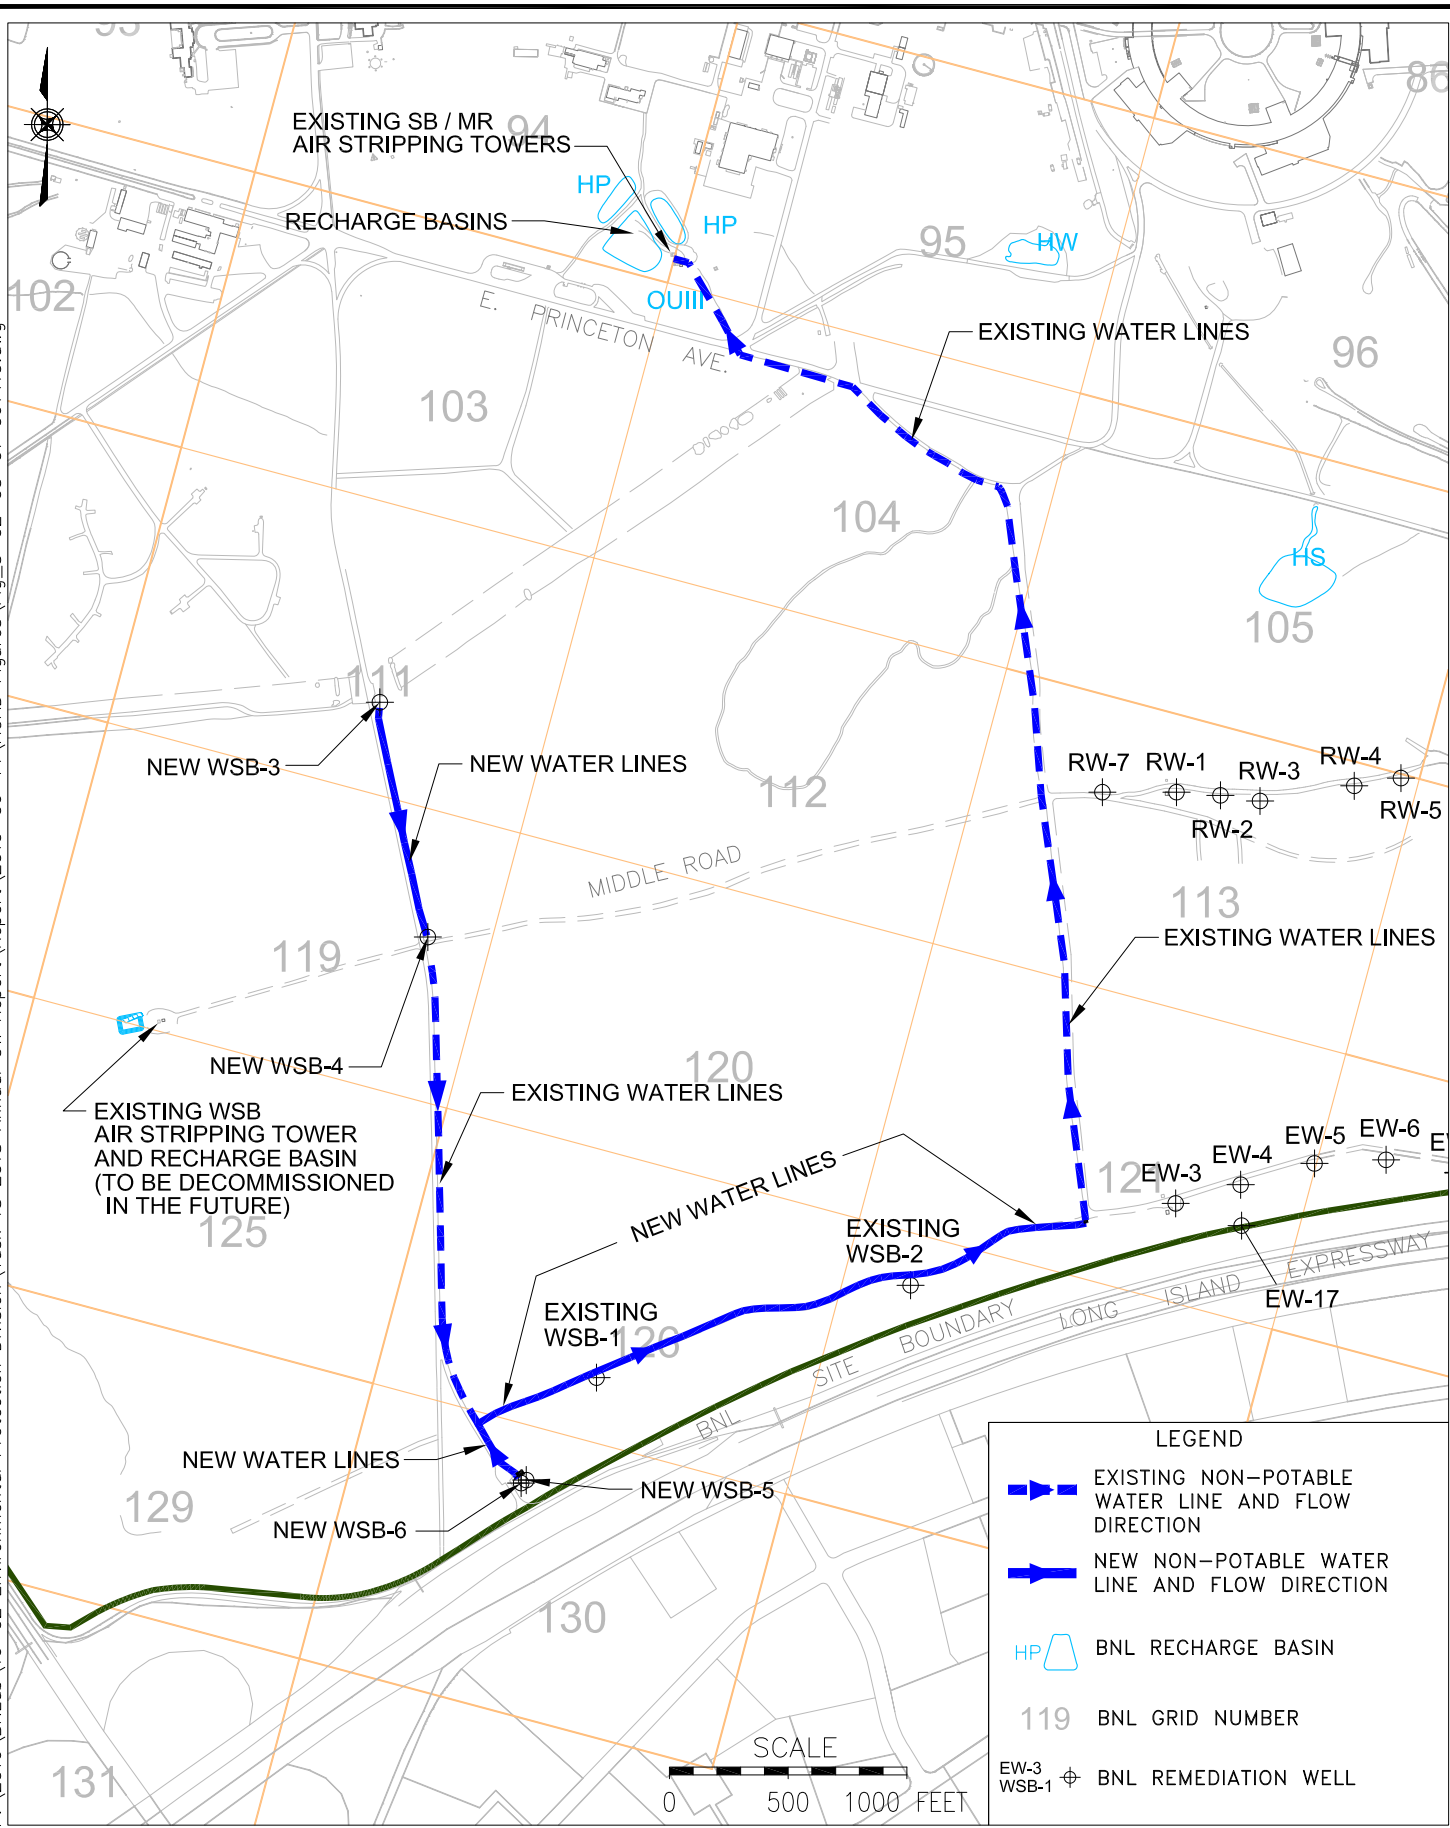 93
86
EXISTING SB / MR
AIR STRIPPING TOWERS
94
HP
RECHARGE BASINS
HP
95
HW
102
OUIII
E. PRINCETON AVE.
EXISTING WATER LINES
96
103
104
HS
105
111
NEW WSB-3
NEW WATER LINES
112
RW-7
RW-1
RW-3
RW-4
RW-2
RW-5
MIDDLE ROAD
113
119
EXISTING WATER LINES
NEW WSB-4
120
EXISTING WATER LINES
EXISTING WSB
AIR STRIPPING TOWER
AND RECHARGE BASIN
(TO BE DECOMMISSIONED
IN THE FUTURE)
125
NEW WATER LINES
121
EW-3
EW-4
EW-5
EW-6
EXISTING
WSB-2
EXISTING
WSB-1
126
EW-17
BNL SITE BOUNDARY
LONG ISLAND EXPRESSWAY
NEW WATER LINES
NEW WSB-5
129
NEW WSB-6
130
131
SCALE
0 500 1000 FEET
LEGEND
EXISTING NON-POTABLE
WATER LINE AND FLOW
DIRECTION
NEW NON-POTABLE WATER
LINE AND FLOW DIRECTION
HP BNL RECHARGE BASIN
119 BNL GRID NUMBER
EW-3
WSB-1 BNL REMEDIATION WELL